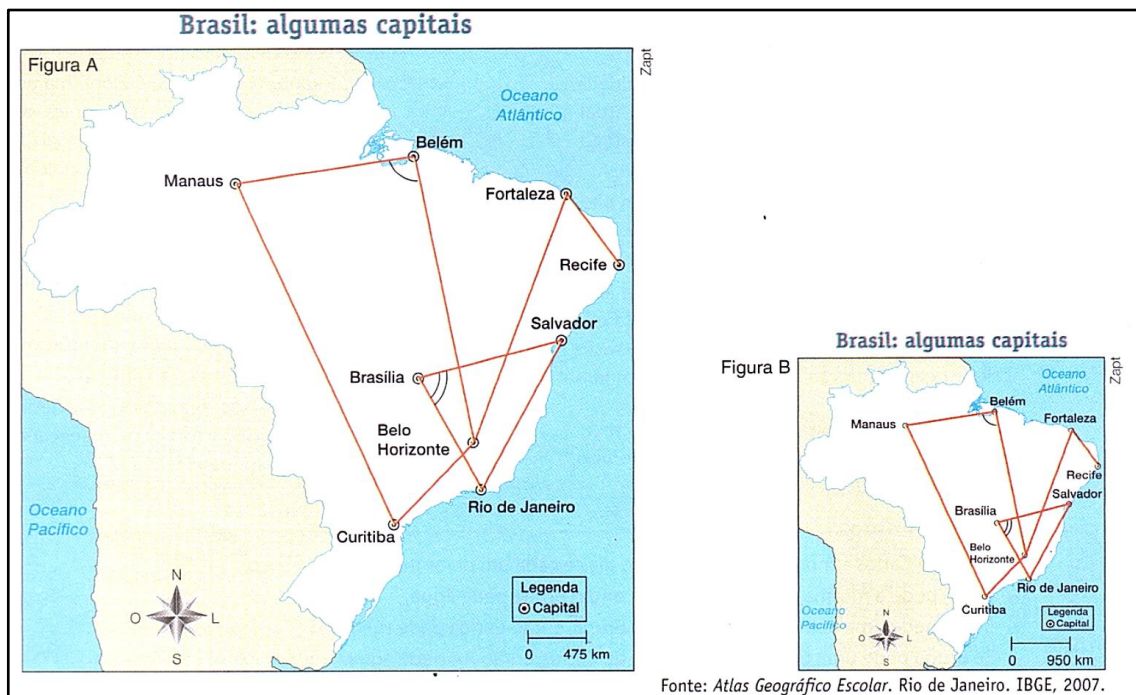 Brasil: algumas capitais
Figura A
Zapt
Oceano
Atlântico
Belém
Manaus
Fortaleza
Recife
Salvador
Brasília
Belo
Horizonte
Rio de Janeiro
Curitiba
Oceano
Pacífico
N
O L
S
Legenda
Capital
0 475 km
Brasil: algumas capitais
Figura B
Zapt
Oceano
Atlântico
Belém
Manaus
Fortaleza
Recife
Salvador
Brasília
Belo
Horizonte
Rio de Janeiro
Curitiba
Oceano
Pacífico
N
O L
S
Legenda
Capital
0 950 km
Fonte: Atlas Geográfico Escolar. Rio de Janeiro. IBGE, 2007.